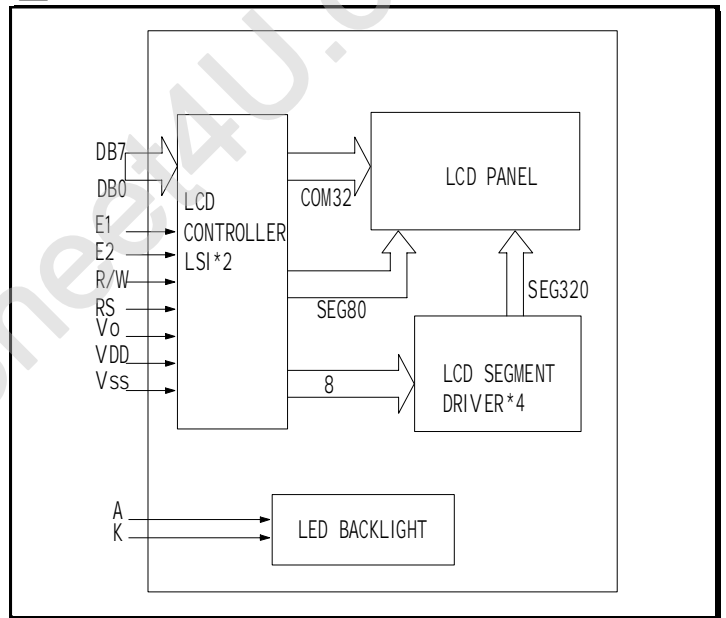 DB7
DB0
E1
E2
R/W
RS
Vo
VDD
Vss
LCD
CONTROLLER
LSI*2
COM32
SEG80
8
LCD PANEL
SEG320
LCD SEGMENT
DRIVER*4
A
K
LED BACKLIGHT